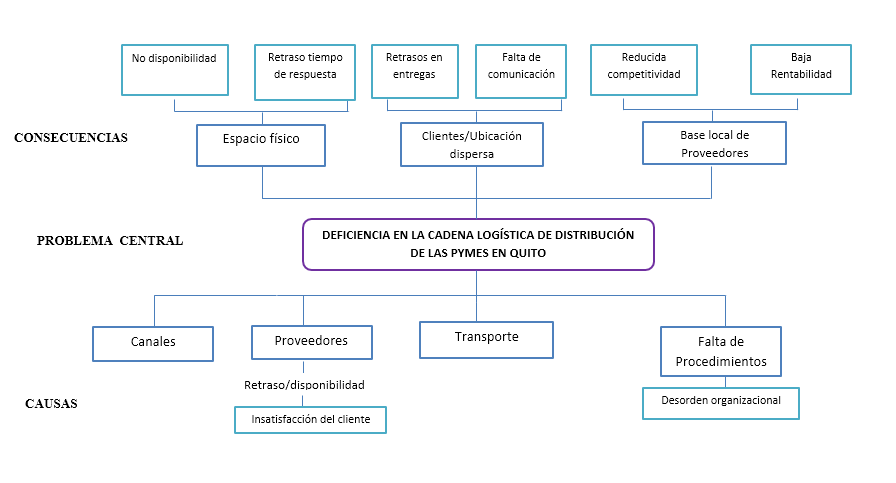 No disponibilidad
Retraso tiempo
de respuesta
Retrasos en
entregas
Falta de
comunicación
Reducida
competitividad
Baja
Rentabilidad
CONSECUENCIAS
Espacio físico
Clientes/Ubicación
dispersa
Base local de
Proveedores
PROBLEMA CENTRAL
DEFICIENCIA EN LA CADENA LOGÍSTICA DE DISTRIBUCIÓN
DE LAS PYMES EN QUITO
Canales
Proveedores
Transporte
Falta de
Procedimientos
Retraso/disponibilidad
CAUSAS
Insatisfacción del cliente
Desorden organizacional